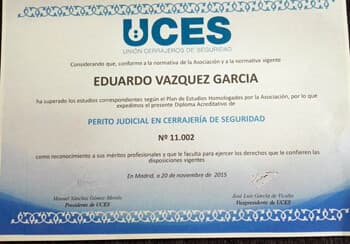 UCES
UNIÓN CERRAJEROS DE SEGURIDAD
Considerando que, conforme a la normativa de la Asociación y a la normativa vigente
EDUARDO VAZQUEZ GARCIA
ha superado los estudios correspondientes según el Plan de Estudios Homologados por la Asociación, por lo que
expedimos el presente Diploma Acreditativo de
PERITO JUDICIAL EN CERRAJERÍA DE SEGURIDAD
Nº 11.002
como reconocimiento a sus méritos profesionales y que le faculta para ejercer los derechos que le confieren las
disposiciones vigentes
En Madrid, a 20 de noviembre de 2015
Manuel Sánchez Gómez-Merelo
Presidente de UCES
José Luis García de Vicuña
Vicepresidente de UCES